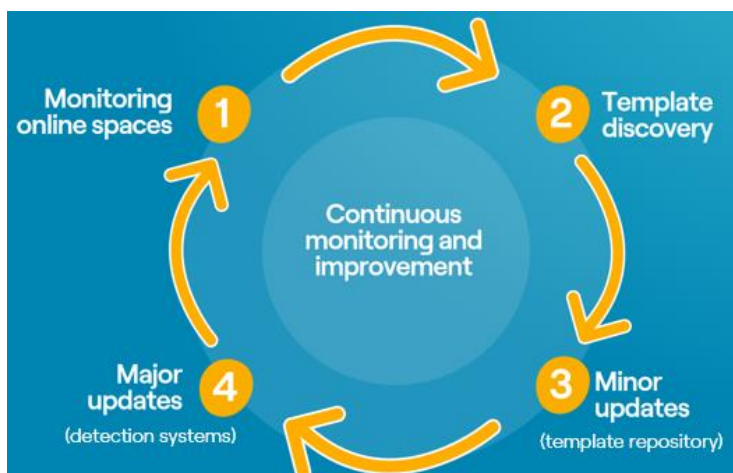 Monitoring
online spaces
1
2
Template
discovery
Continuous
monitoring and
improvement
Major
updates
(detection systems)
4
3
Minor
updates
(template repository)